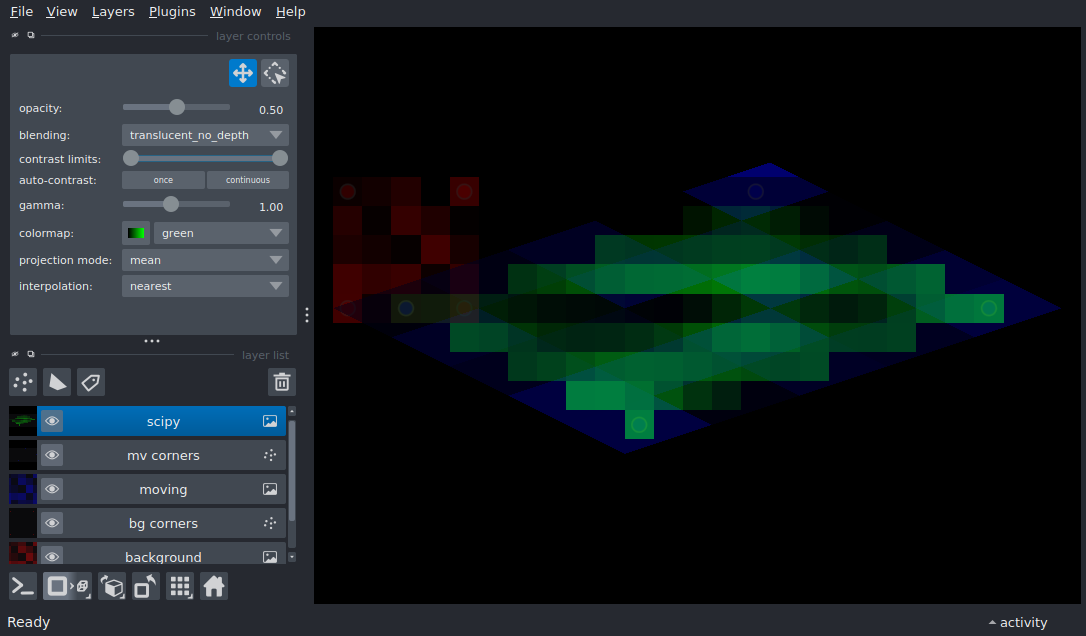 File View Layers Plugins Window Help
layer controls
opacity: 0.50
blending: translucent_no_depth
contrast limits:
auto-contrast: once continuous
gamma: 1.00
colormap: green
projection mode: mean
interpolation: nearest
layer list
scipy
mv corners
moving
bg corners
background
Ready
activity